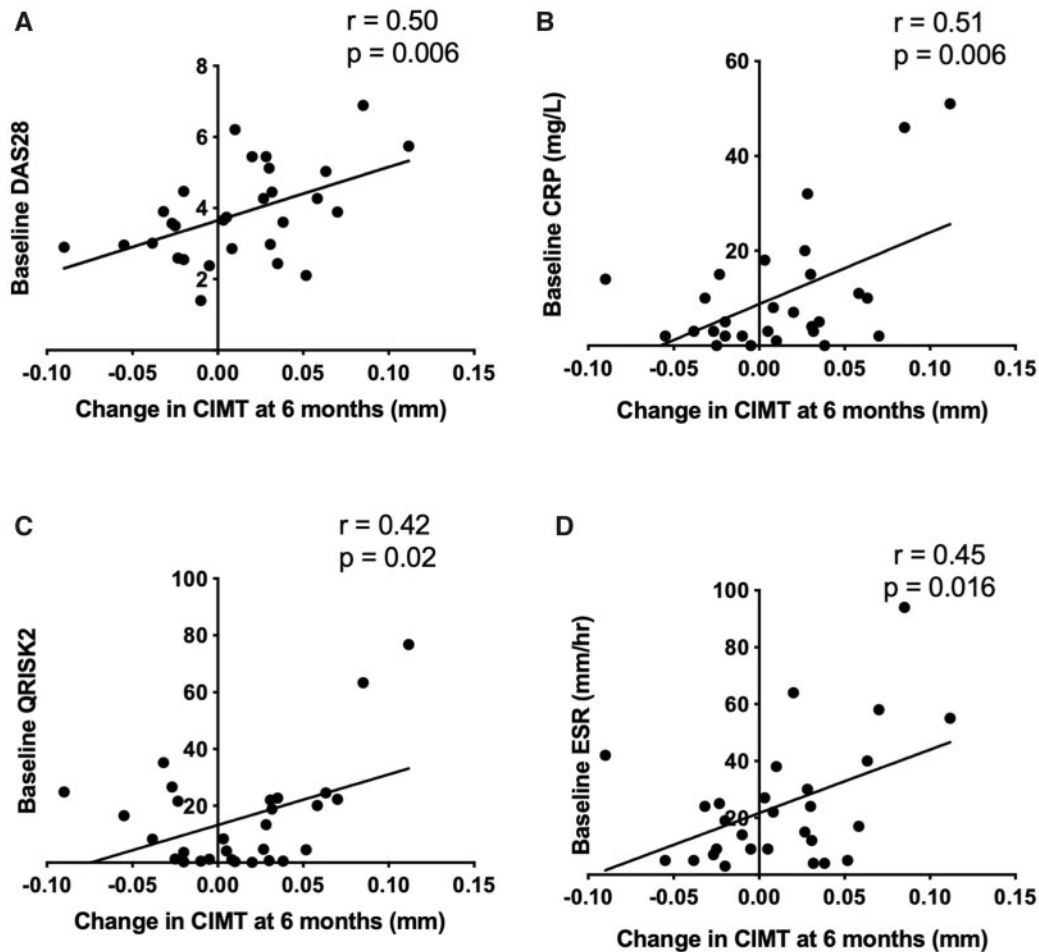 A
r = 0.50
p = 0.006
8
6
4
2
Baseline DAS28
-0.10 -0.05 0.00 0.05 0.10 0.15
Change in CIMT at 6 months (mm)
B
r = 0.51
p = 0.006
60
40
20
Baseline CRP (mg/L)
-0.10 -0.05 0.00 0.05 0.10 0.15
Change in CIMT at 6 months (mm)
C
r = 0.42
p = 0.02
100
80
60
40
20
Baseline QRISK2
-0.10 -0.05 0.00 0.05 0.10 0.15
Change in CIMT at 6 months (mm)
D
r = 0.45
p = 0.016
100
80
60
40
20
Baseline ESR (mm/hr)
-0.10 -0.05 0.00 0.05 0.10 0.15
Change in CIMT at 6 months (mm)